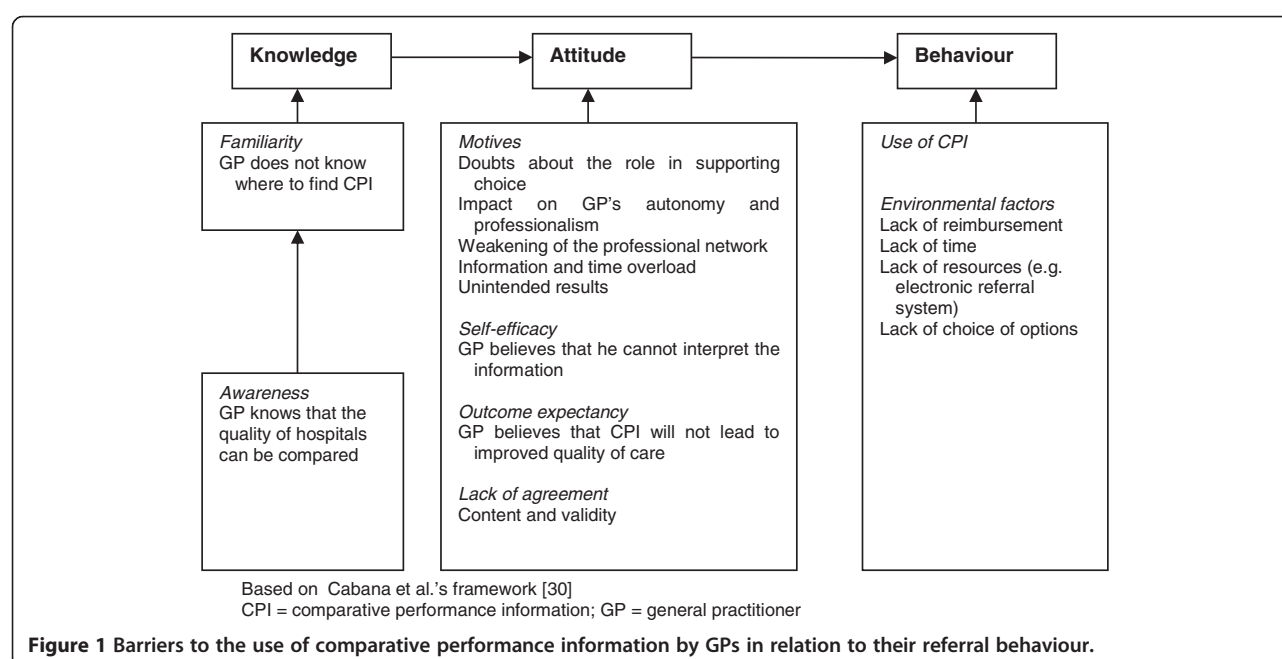 Knowledge
Attitude
Behaviour
Familiarity
GP does not know
where to find CPI
Awareness
GP knows that the
quality of hospitals
can be compared
Motives
Doubts about the role in supporting
choice
Impact on GP's autonomy and
professionalism
Weakening of the professional network
Information and time overload
Unintended results
Self-efficacy
GP believes that he cannot interpret the
information
Outcome expectancy
GP believes that CPI will not lead to
improved quality of care
Lack of agreement
Content and validity
Use of CPI
Environmental factors
Lack of reimbursement
Lack of time
Lack of resources (e.g.
electronic referral
system)
Lack of choice of options
Based on Cabana et al.'s framework [30]
CPI = comparative performance information; GP = general practitioner
Figure 1 Barriers to the use of comparative performance information by GPs in relation to their referral behaviour.